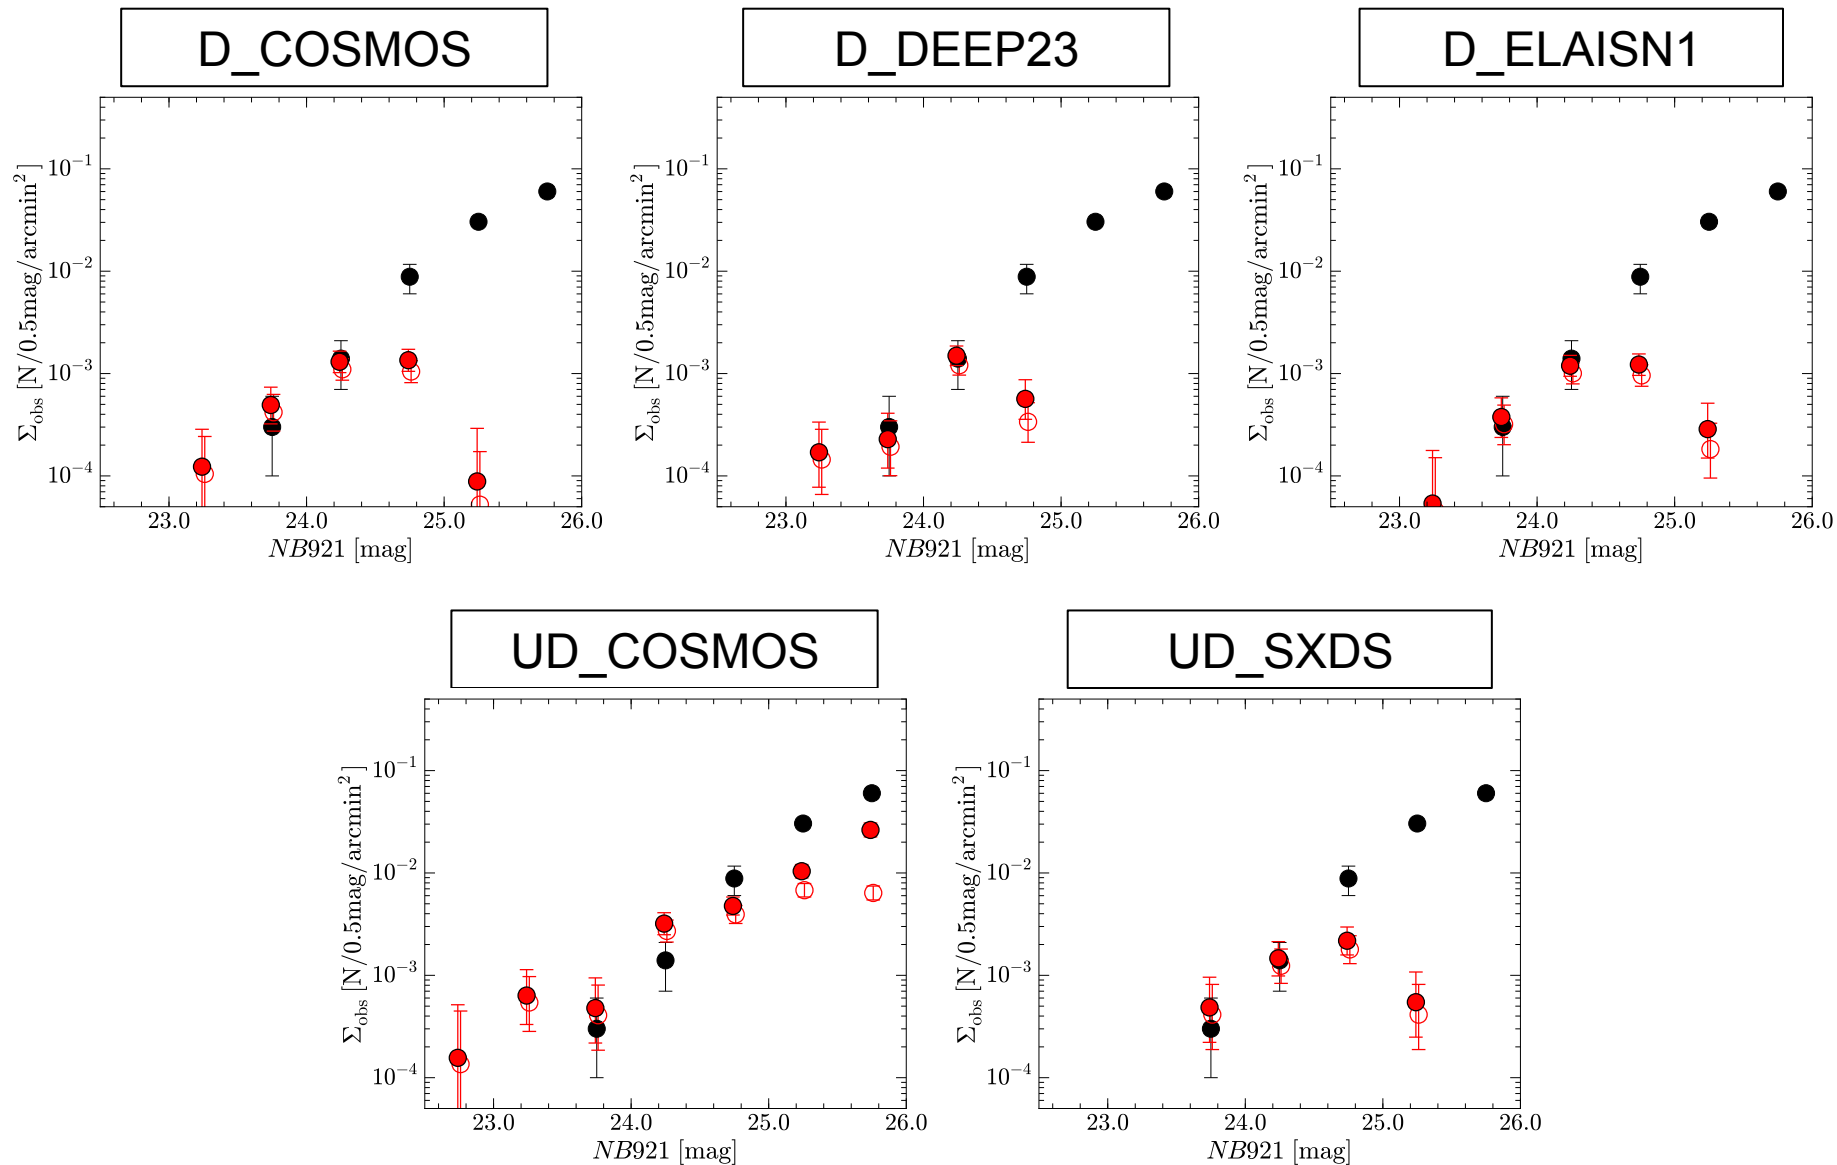 D_COSMOS
D_DEEP23
D_ELAISN1
Σobs [N/0.5mag/arcmin²]
10⁻¹
10⁻²
10⁻³
10⁻⁴
23.0 24.0 25.0 26.0
NB921 [mag]
Σobs [N/0.5mag/arcmin²]
10⁻¹
10⁻²
10⁻³
10⁻⁴
23.0 24.0 25.0 26.0
NB921 [mag]
Σobs [N/0.5mag/arcmin²]
10⁻¹
10⁻²
10⁻³
10⁻⁴
23.0 24.0 25.0 26.0
NB921 [mag]
UD_COSMOS
UD_SXDS
Σobs [N/0.5mag/arcmin²]
10⁻¹
10⁻²
10⁻³
10⁻⁴
23.0 24.0 25.0 26.0
NB921 [mag]
Σobs [N/0.5mag/arcmin²]
10⁻¹
10⁻²
10⁻³
10⁻⁴
23.0 24.0 25.0 26.0
NB921 [mag]